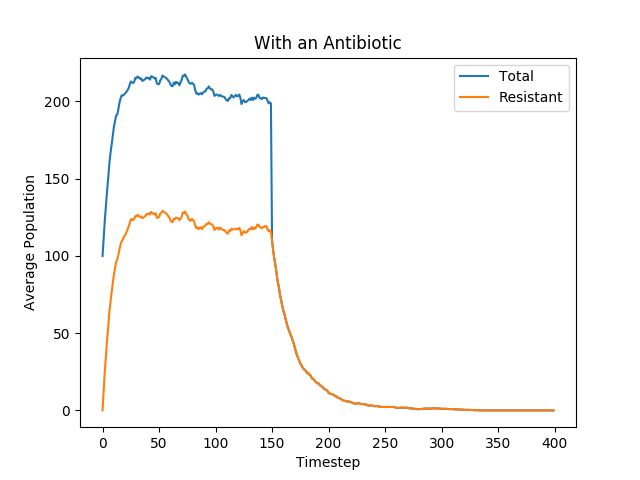 With an Antibiotic
Total
Resistant
200
150
100
50
0
Average Population
0 50 100 150 200 250 300 350 400
Timestep